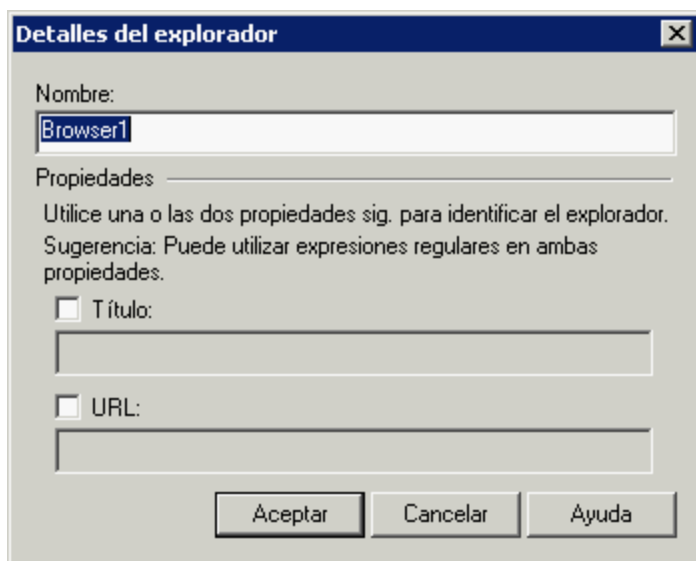 Detalles del explorador
Nombre:
Browser1
Propiedades
Utilice una o las dos propiedades sig. para identificar el explorador.
Sugerencia: Puede utilizar expresiones regulares en ambas
propiedades.
Título:
URL:
Aceptar Cancelar Ayuda